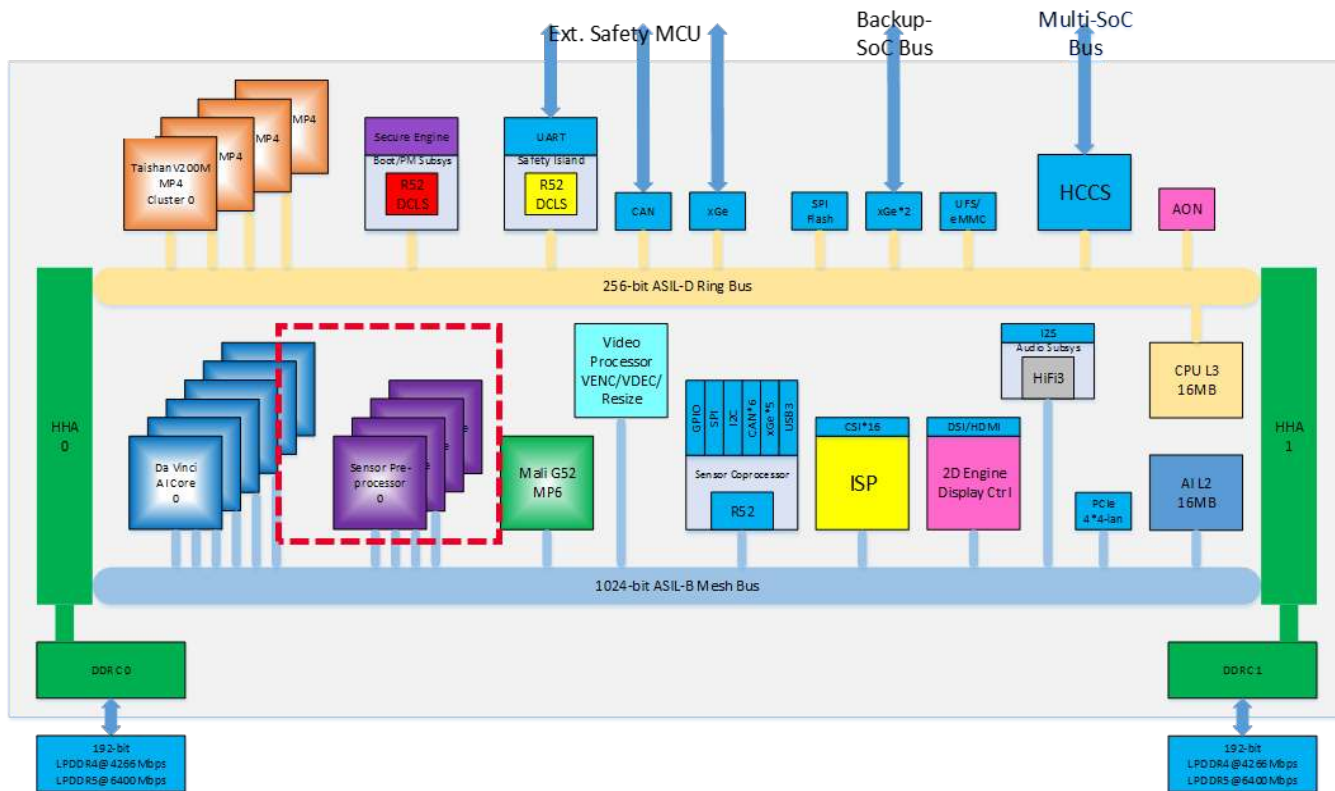 Ext. Safety MCU
Backup-
SoC Bus
Multi-SoC
Bus
MP4
MP4
MP4
Taishan V200M
MP4
Cluster 0
Secure Engine
Boot/PM Subsys
R52
DCLS
UART
Safety Island
R52
DCLS
CAN
xGe
SPI
Flash
xGe*2
UFS/
eMMC
HCCS
AON
256-bit ASIL-D Ring Bus
HHA
0
HHA
1
Da Vinci
AI Core
0
Sensor Pre-
processor
0
Mali G52
MP6
Video
Processor
VENC/VDEC/
Resize
GPIO
SPI
I2C
CAN*6
xGe*5
USB3
Sensor Coprocessor
R52
CSI*16
ISP
DSI/HDMI
2D Engine
Display Ctrl
I2S
Audio Subsys
HiFi3
PCIe
4*4-lan
CPU L3
16MB
AI L2
16MB
1024-bit ASIL-B Mesh Bus
DDRC 0
DDRC 1
192-bit
LPDDR4@4266Mbps
LPDDR5@6400Mbps
192-bit
LPDDR4@4266Mbps
LPDDR5@6400Mbps